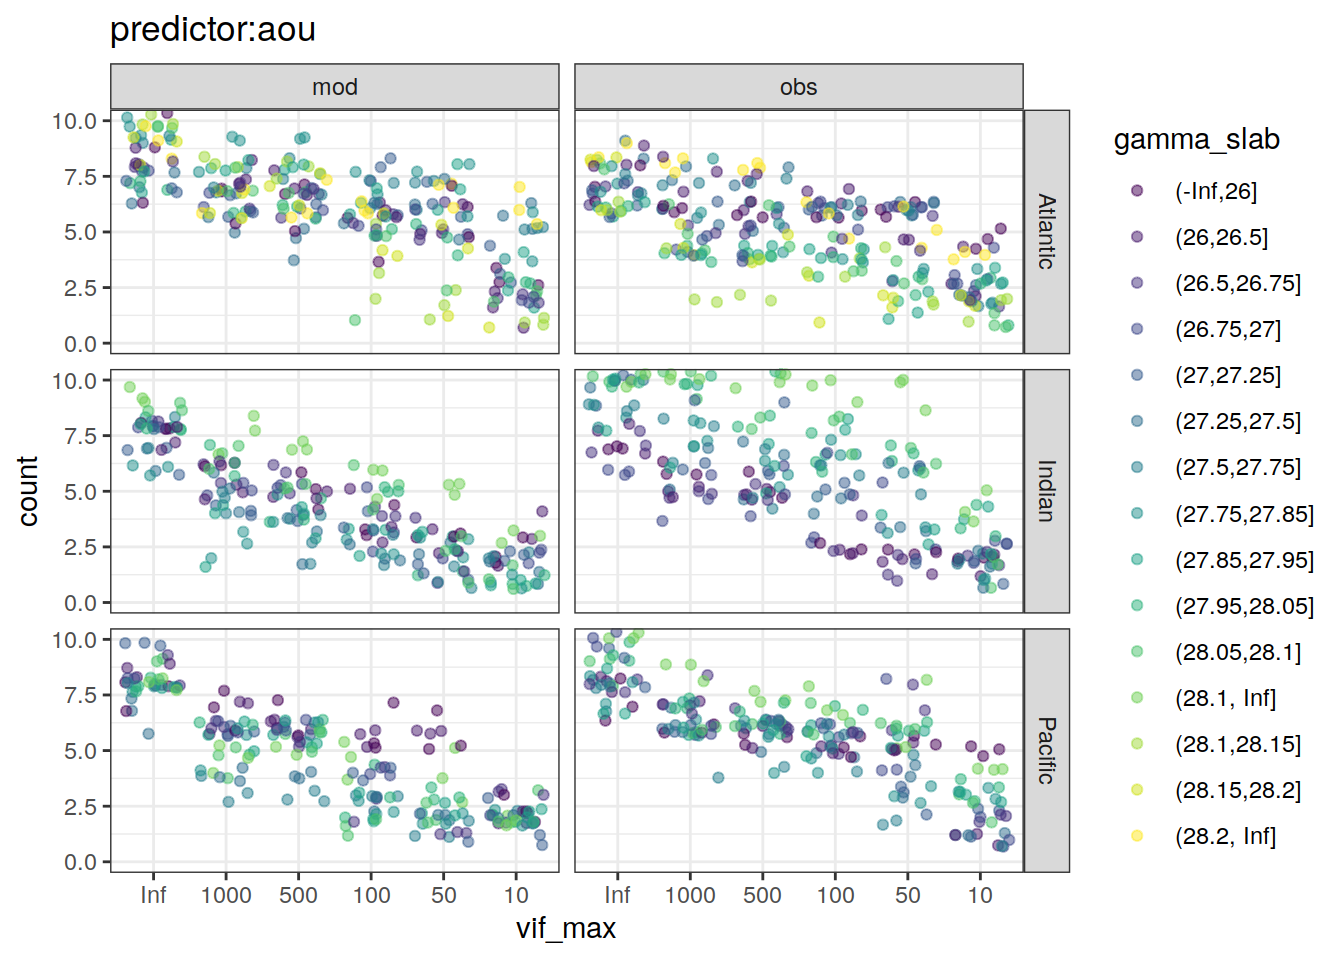 predictor:aou
mod
obs
10.0
7.5
5.0
2.5
0.0
Atlantic
10.0
7.5
5.0
2.5
0.0
Indian
10.0
7.5
5.0
2.5
0.0
Pacific
count
Inf 1000 500 100 50 10
Inf 1000 500 100 50 10
vif_max
gamma_slab
(-Inf,26]
(26,26.5]
(26.5,26.75]
(26.75,27]
(27,27.25]
(27.25,27.5]
(27.5,27.75]
(27.75,27.85]
(27.85,27.95]
(27.95,28.05]
(28.05,28.1]
(28.1, Inf]
(28.1,28.15]
(28.15,28.2]
(28.2, Inf]